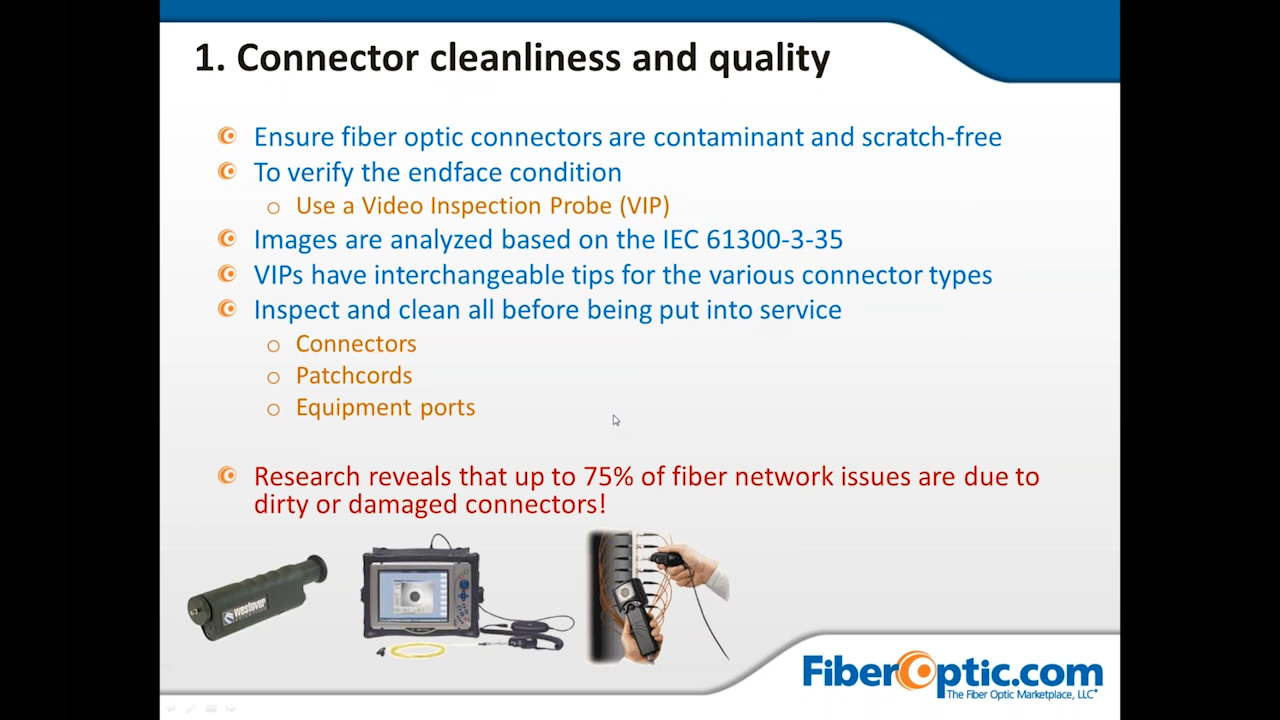 1. Connector cleanliness and quality
Ensure fiber optic connectors are contaminant and scratch-free
To verify the endface condition
Use a Video Inspection Probe (VIP)
Images are analyzed based on the IEC 61300-3-35
VIPs have interchangeable tips for the various connector types
Inspect and clean all before being put into service
Connectors
Patchcords
Equipment ports
Research reveals that up to 75% of fiber network issues are due to
dirty or damaged connectors!
Westover
FiberOptic.com
The Fiber Optic Marketplace, LLC